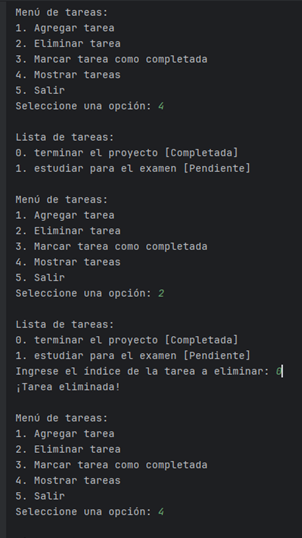 Menú de tareas:
1. Agregar tarea
2. Eliminar tarea
3. Marcar tarea como completada
4. Mostrar tareas
5. Salir
Seleccione una opción: 4
Lista de tareas:
0. terminar el proyecto [Completada]
1. estudiar para el examen [Pendiente]
Menú de tareas:
1. Agregar tarea
2. Eliminar tarea
3. Marcar tarea como completada
4. Mostrar tareas
5. Salir
Seleccione una opción: 2
Lista de tareas:
0. terminar el proyecto [Completada]
1. estudiar para el examen [Pendiente]
Ingrese el índice de la tarea a eliminar: 0
¡Tarea eliminada!
Menú de tareas:
1. Agregar tarea
2. Eliminar tarea
3. Marcar tarea como completada
4. Mostrar tareas
5. Salir
Seleccione una opción: 4